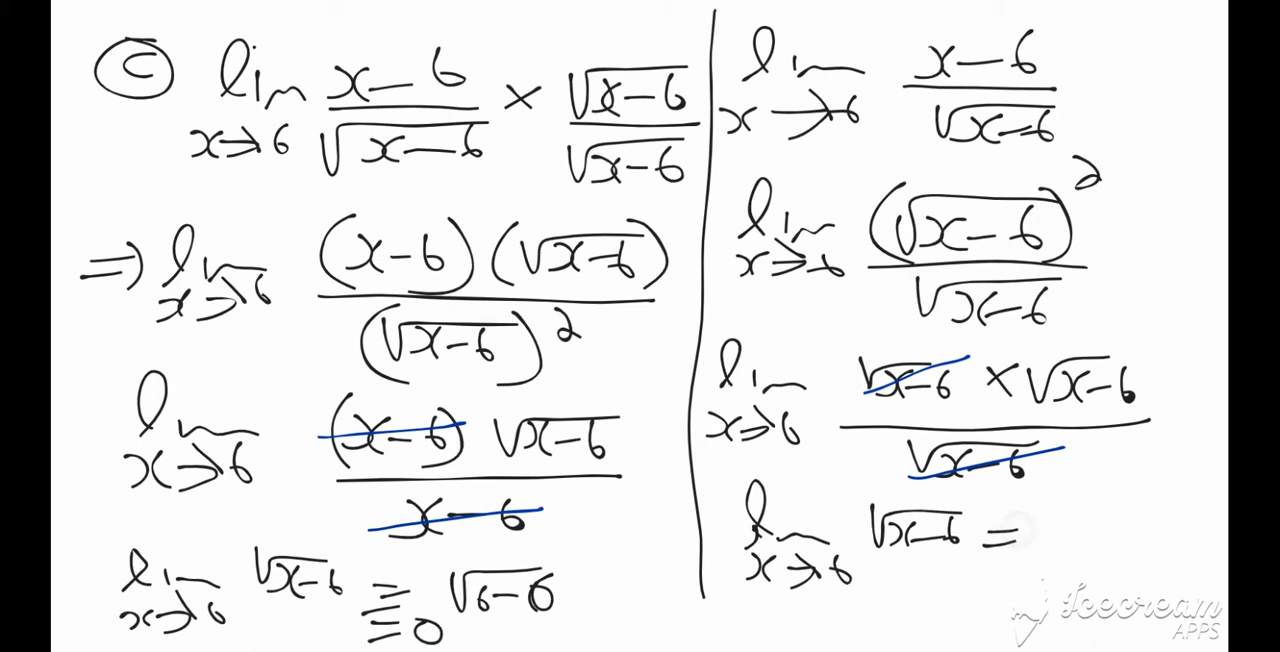 Ⓒ lim x→6 (x-6)/(√(x-6)) × (√(x-6))/(√(x-6))
⇒ lim x→6 ((x-6)(√(x-6)))/((√(x-6))²)
lim x→6 ((x-6) √(x-6))/(x-6)
lim x→6 √(x-6) = √(6-6)
= 0
lim x→6 (x-6)/(√(x-6))
lim x→6 ((√(x-6))²)/(√(x-6))
lim x→6 (√(x-6) × √(x-6))/(√(x-6))
lim x→6 √(x-6) =
Icecream
APPS